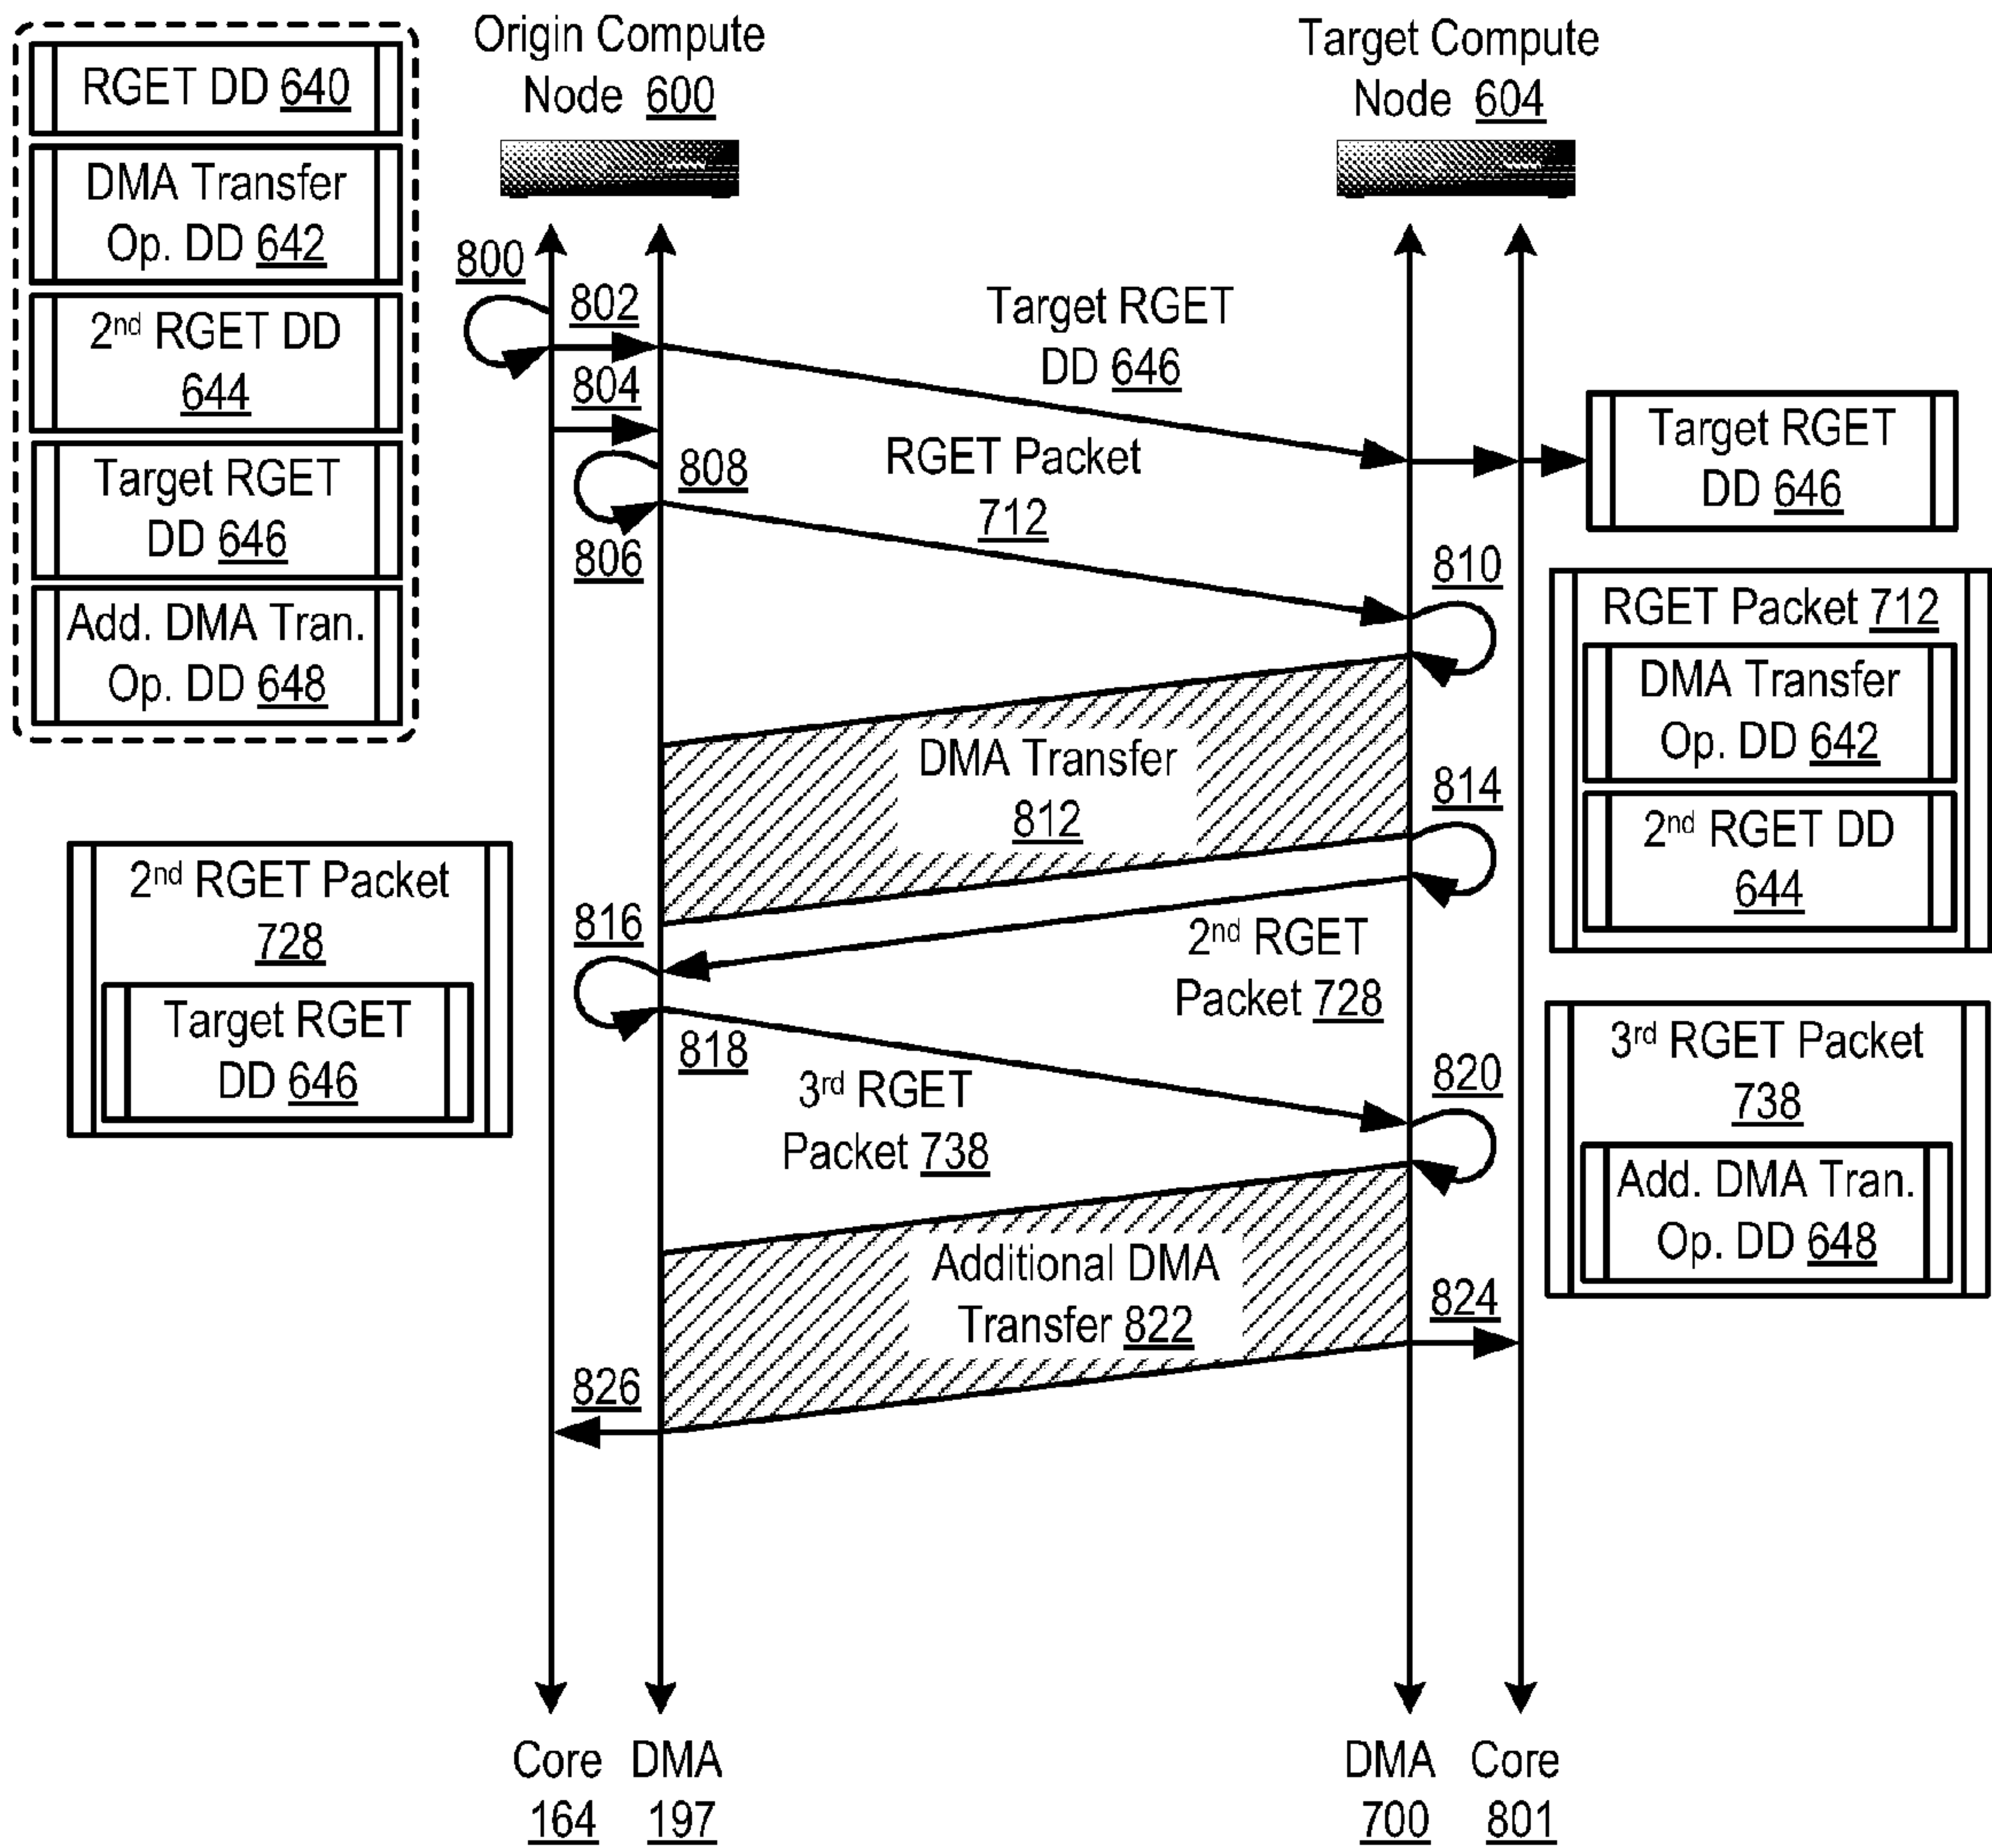 RGET DD 640
DMA Transfer
Op. DD 642
2nd RGET DD
644
Target RGET
DD 646
Add. DMA Tran.
Op. DD 648
Origin Compute
Node 600
Target Compute
Node 604
800
802
804
808
806
Target RGET
DD 646
RGET Packet
712
Target RGET
DD 646
810
RGET Packet 712
DMA Transfer
Op. DD 642
2nd RGET DD
644
DMA Transfer
812
814
2nd RGET Packet
728
Target RGET
DD 646
816
2nd RGET
Packet 728
818
3rd RGET
Packet 738
820
3rd RGET Packet
738
Add. DMA Tran.
Op. DD 648
Additional DMA
Transfer 822
824
826
Core
164
DMA
197
DMA
700
Core
801